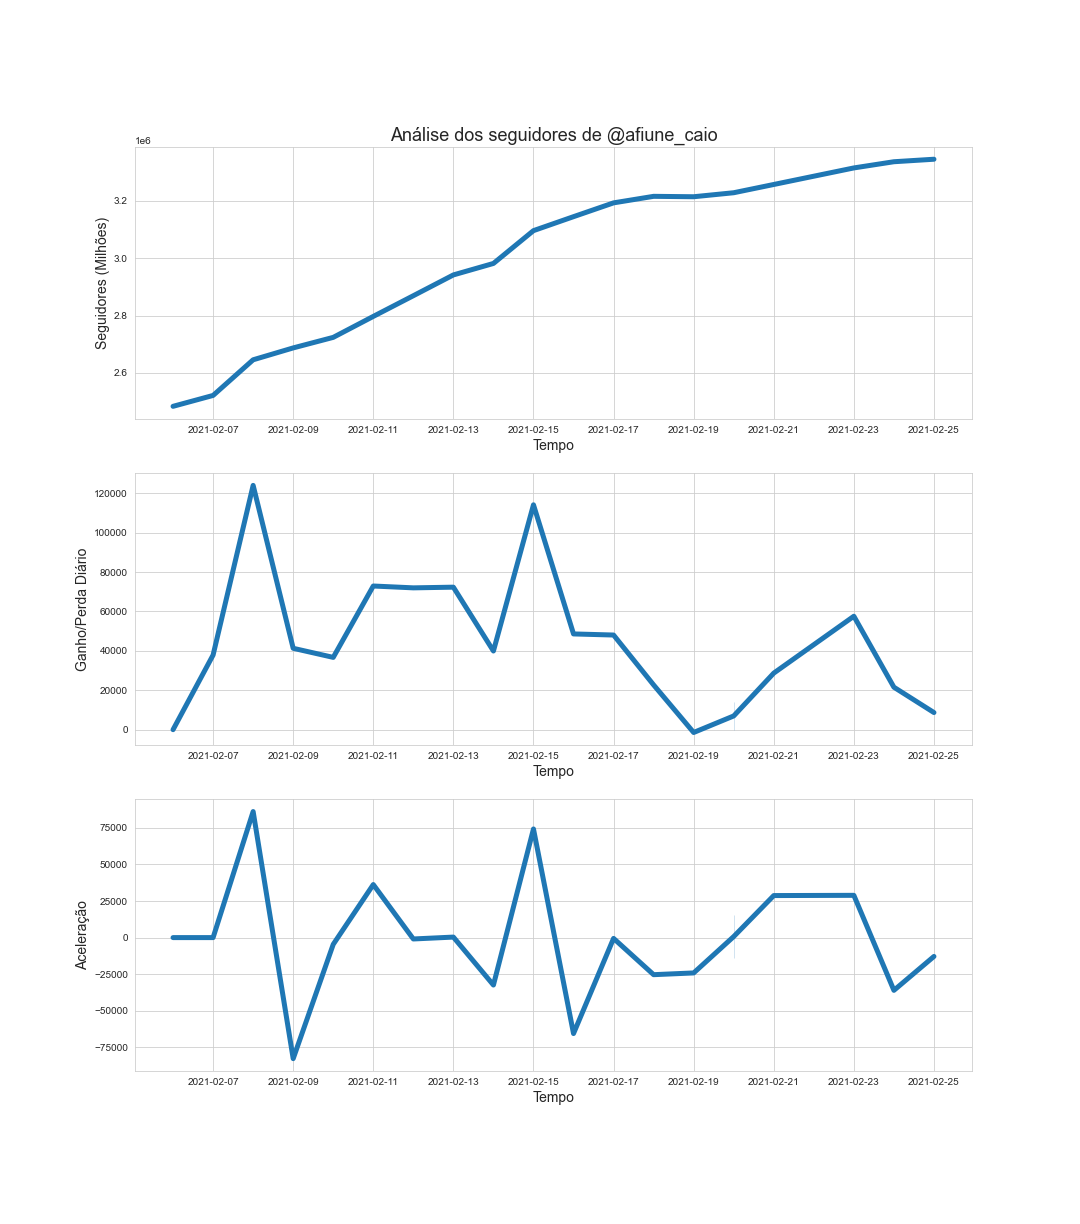 Análise dos seguidores de @afiune_caio
1e6
3.2
3.0
2.8
2.6
Seguidores (Milhões)
2021-02-07 2021-02-09 2021-02-11 2021-02-13 2021-02-15 2021-02-17 2021-02-19 2021-02-21 2021-02-23 2021-02-25
Tempo
120000
100000
80000
60000
40000
20000
0
Ganho/Perda Diário
2021-02-07 2021-02-09 2021-02-11 2021-02-13 2021-02-15 2021-02-17 2021-02-19 2021-02-21 2021-02-23 2021-02-25
Tempo
75000
50000
25000
0
−25000
−50000
−75000
Aceleração
2021-02-07 2021-02-09 2021-02-11 2021-02-13 2021-02-15 2021-02-17 2021-02-19 2021-02-21 2021-02-23 2021-02-25
Tempo